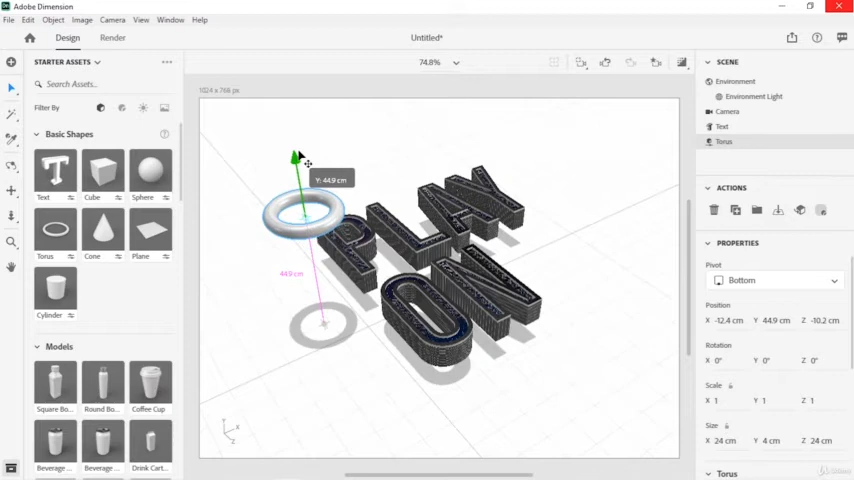 Dn Adobe Dimension
File Edit Object Image Camera View Window Help
Design Render Untitled*
STARTER ASSETS
Search Assets...
Filter By
Basic Shapes
Text Cube Sphere
Torus Cone Plane
Cylinder
Models
Square Bo... Round Bo... Coffee Cup
Beverage ... Beverage ... Drink Cart...
74.8%
1024 x 768 px
Y: 44.9 cm
44.9 cm
PLAY
ON
Y X
Z
SCENE
Environment
Environment Light
Camera
Text
Torus
ACTIONS
PROPERTIES
Pivot
Bottom
Position
X -12.4 cm Y 44.9 cm Z -10.2 cm
Rotation
X 0° Y 0° Z 0°
Scale
X 1 Y 1 Z 1
Size
X 24 cm Y 4 cm Z 24 cm
Torus
Udemy